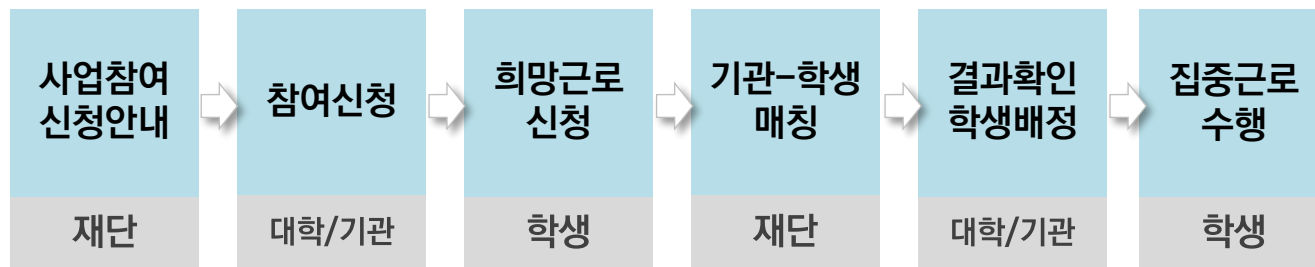 사업참여
신청안내
재단
참여신청
대학/기관
희망근로
신청
학생
기관-학생
매칭
재단
결과확인
학생배정
대학/기관
집중근로
수행
학생